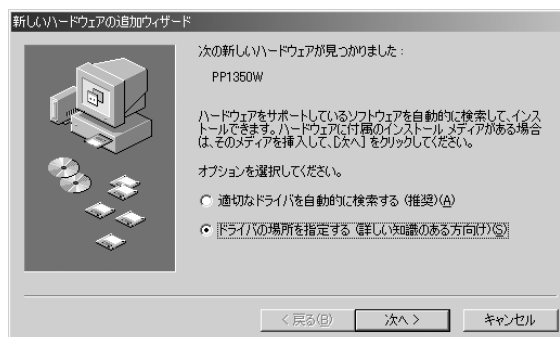 新しいハードウェアの追加ウィザード
次の新しいハードウェアが見つかりました：
PP1350W
ハードウェアをサポートしているソフトウェアを自動的に検索して、インス
トールできます。ハードウェアに付属のインストール メディアがある場合
は、そのメディアを挿入して、[次へ] をクリックしてください。
オプションを選択してください。
適切なドライバを自動的に検索する (推奨)(A)
ドライバの場所を指定する (詳しい知識のある方向け)(S)
< 戻る(B)
次へ >
キャンセル